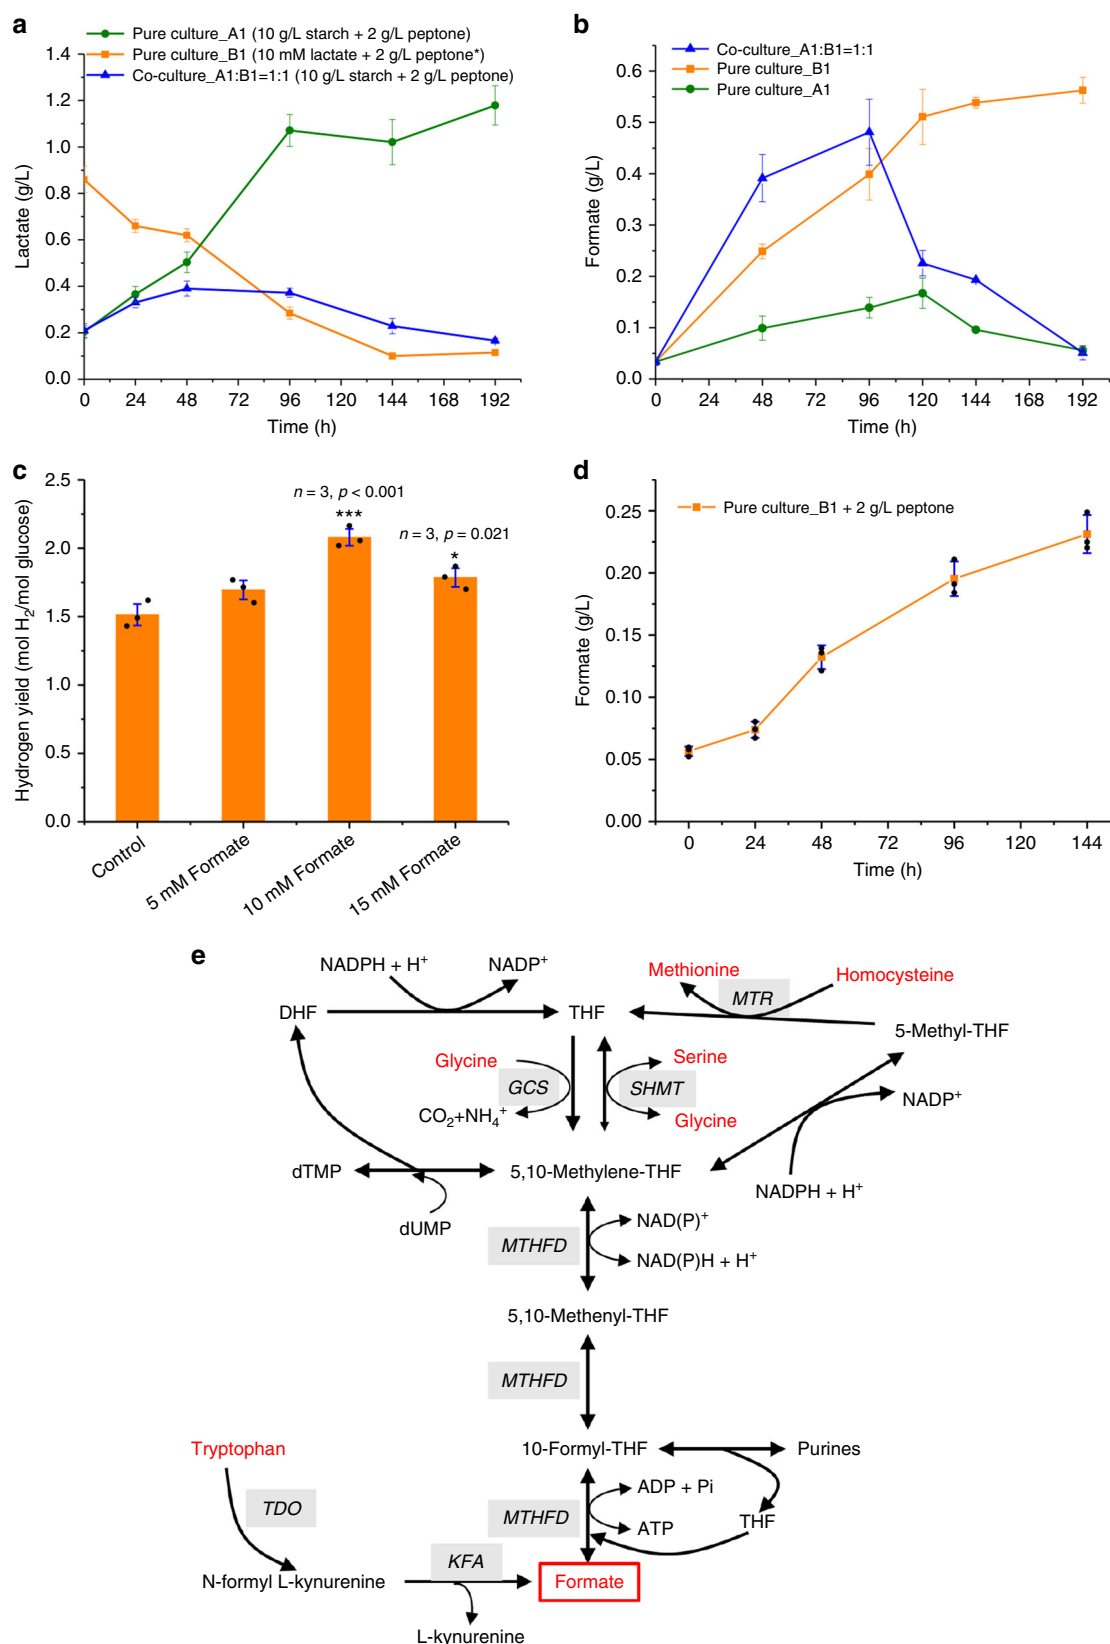 a
Pure culture_A1 (10 g/L starch + 2 g/L peptone)
Pure culture_B1 (10 mM lactate + 2 g/L peptone*)
Co-culture_A1:B1=1:1 (10 g/L starch + 2 g/L peptone)
Lactate (g/L)
1.4
1.2
1.0
0.8
0.6
0.4
0.2
0.0
0 24 48 72 96 120 144 168 192
Time (h)
b
Co-culture_A1:B1=1:1
Pure culture_B1
Pure culture_A1
Formate (g/L)
0.6
0.5
0.4
0.3
0.2
0.1
0.0
0 24 48 72 96 120 144 168 192
Time (h)
c
Hydrogen yield (mol H2/mol glucose)
2.5
2.0
1.5
1.0
0.5
0.0
n = 3, p < 0.001
***
n = 3, p = 0.021
*
Control
5 mM Formate
10 mM Formate
15 mM Formate
d
Pure culture_B1 + 2 g/L peptone
Formate (g/L)
0.25
0.20
0.15
0.10
0.05
0.00
0 24 48 72 96 120 144
Time (h)
e
NADPH + H+ NADP+ Methionine Homocysteine
MTR
DHF THF 5-Methyl-THF
Glycine Serine
GCS SHMT
CO2+NH4+ Glycine NADP+
dTMP 5,10-Methylene-THF
NADPH + H+
dUMP NAD(P)+
MTHFD
NAD(P)H + H+
5,10-Methenyl-THF
MTHFD
Tryptophan 10-Formyl-THF Purines
ADP + Pi
TDO MTHFD ATP THF
KFA
N-formyl L-kynurenine Formate
L-kynurenine